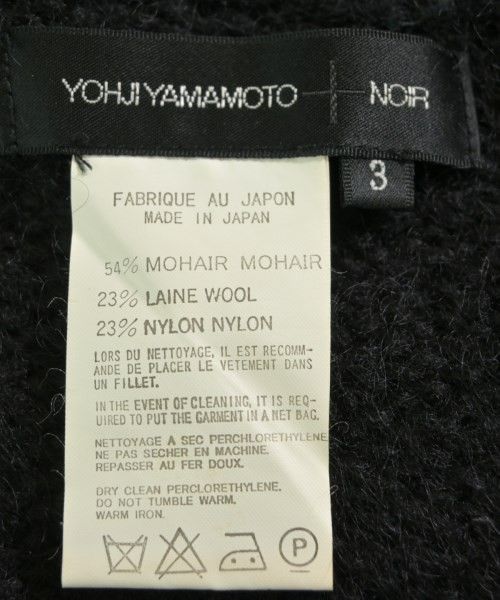 YOHJI YAMAMOTO NOIR
3
FABRIQUE AU JAPON
MADE IN JAPAN
54% MOHAIR MOHAIR
23% LAINE WOOL
23% NYLON NYLON
LORS DU NETTOYAGE, IL EST RECOMM-
ANDE DE PLACER LE VETEMENT DANS
UN FILLET.
IN THE EVENT OF CLEANING, IT IS REQ-
UIRED TO PUT THE GARMENT IN A NET BAG.
NETTOYAGE A SEC PERCHLORETHYLENE
NE PAS SECHER EN MACHINE.
REPASSER AU FER DOUX.
DRY CLEAN PERCLORETHYLENE.
DO NOT TUMBLE WARM.
WARM IRON.
P